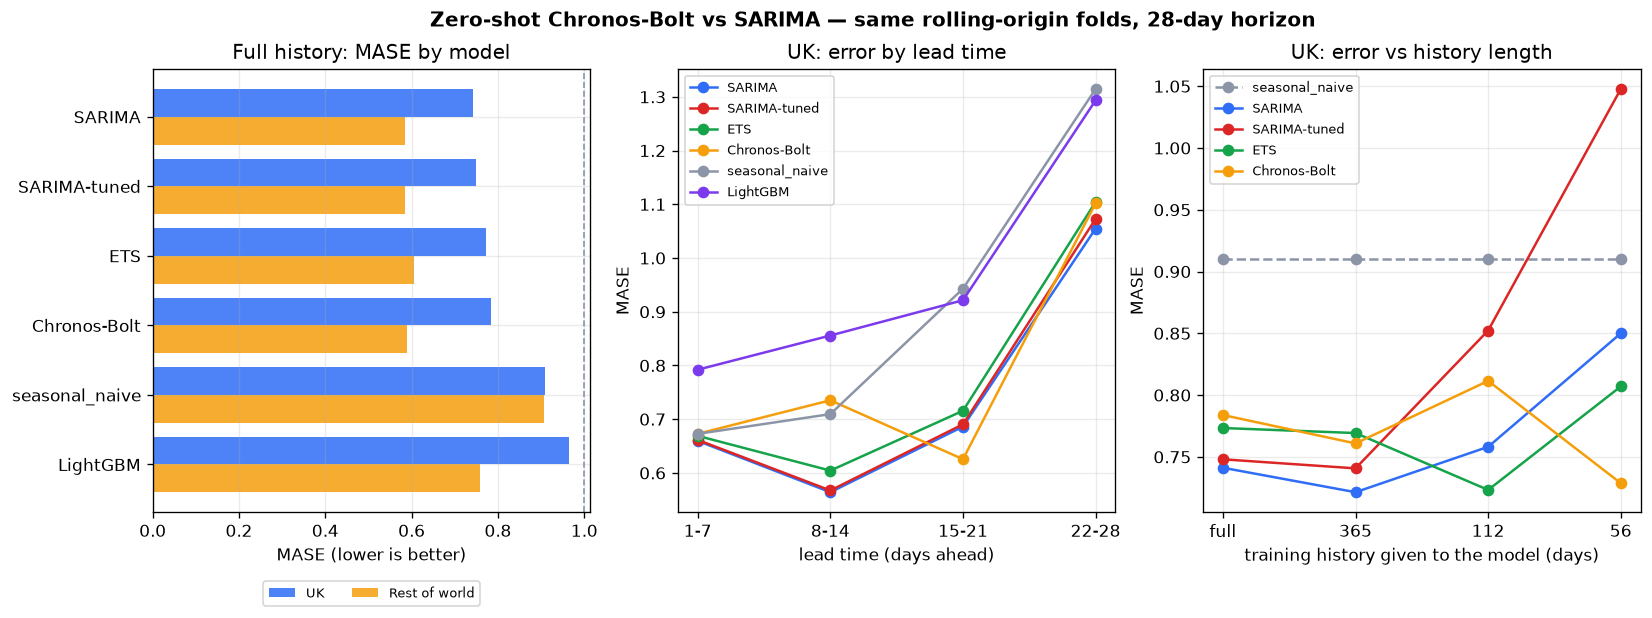 Zero-shot Chronos-Bolt vs SARIMA — same rolling-origin folds, 28-day horizon
Full history: MASE by model
SARIMA
SARIMA-tuned
ETS
Chronos-Bolt
seasonal_naive
LightGBM
0.0 0.2 0.4 0.6 0.8 1.0
MASE (lower is better)
UK Rest of world
UK: error by lead time
SARIMA
SARIMA-tuned
ETS
Chronos-Bolt
seasonal_naive
LightGBM
MASE
1.3
1.2
1.1
1.0
0.9
0.8
0.7
0.6
1-7 8-14 15-21 22-28
lead time (days ahead)
UK: error vs history length
seasonal_naive
SARIMA
SARIMA-tuned
ETS
Chronos-Bolt
MASE
1.05
1.00
0.95
0.90
0.85
0.80
0.75
full 365 112 56
training history given to the model (days)